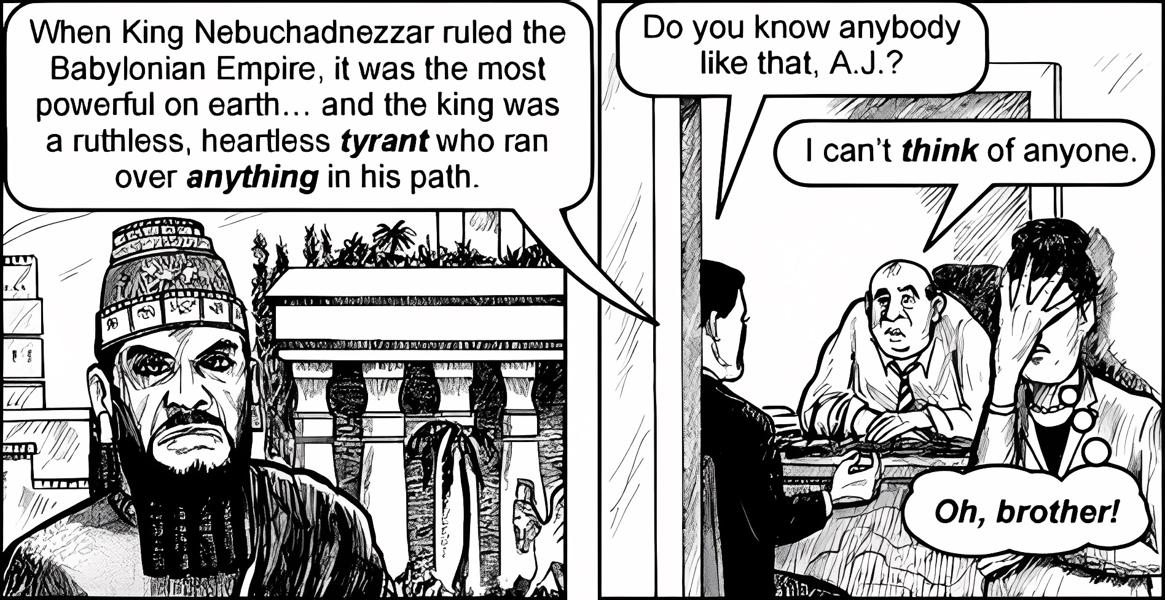 When King Nebuchadnezzar ruled the
Babylonian Empire, it was the most
powerful on earth... and the king was
a ruthless, heartless tyrant who ran
over anything in his path.
Do you know anybody
like that, A.J.?
I can't think of anyone.
Oh, brother!